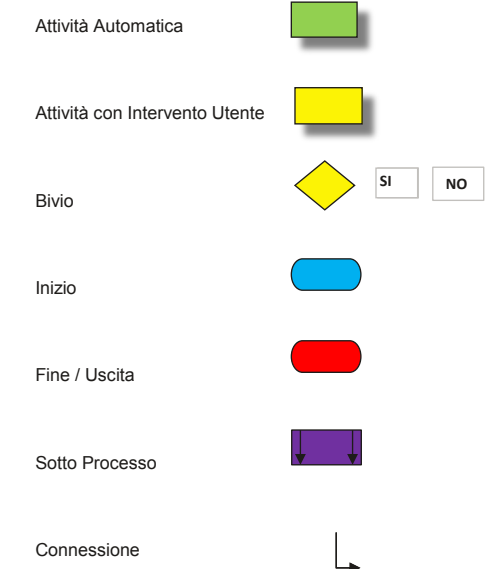 Attività Automatica
Attività con Intervento Utente
Bivio
SI
NO
Inizio
Fine / Uscita
Sotto Processo
Connessione